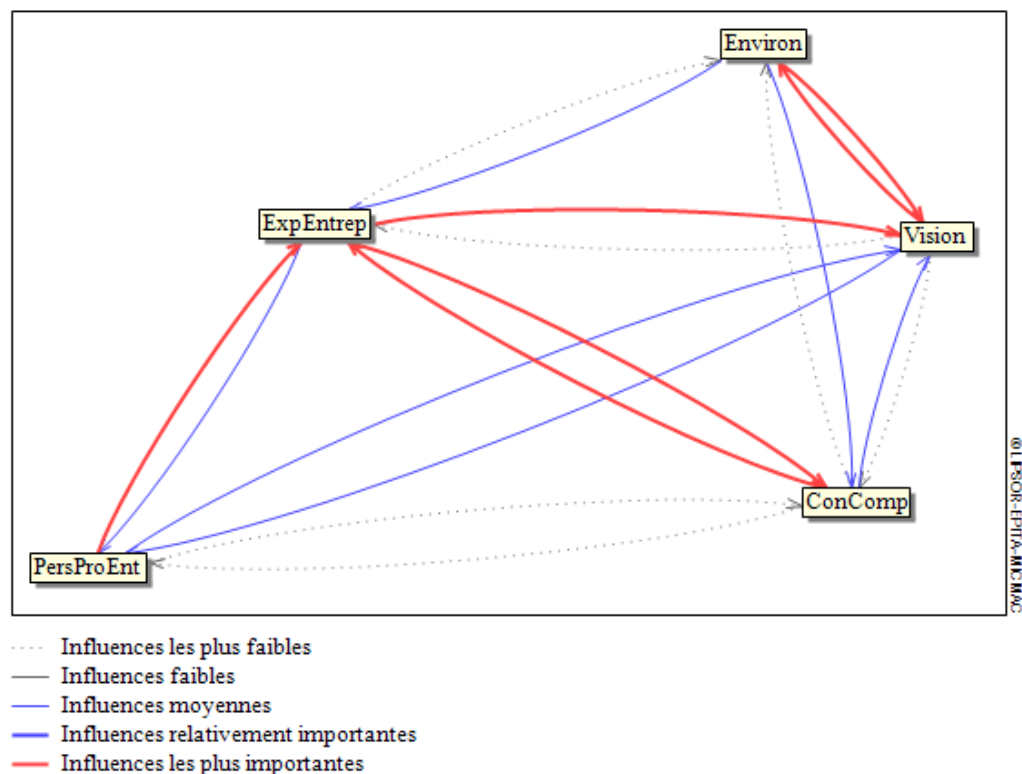 Environ
ExpEntrep
Vision
ConComp
PersProEnt
©LIPSOR-EPITA-MICMAC
Influences les plus faibles
Influences faibles
Influences moyennes
Influences relativement importantes
Influences les plus importantes